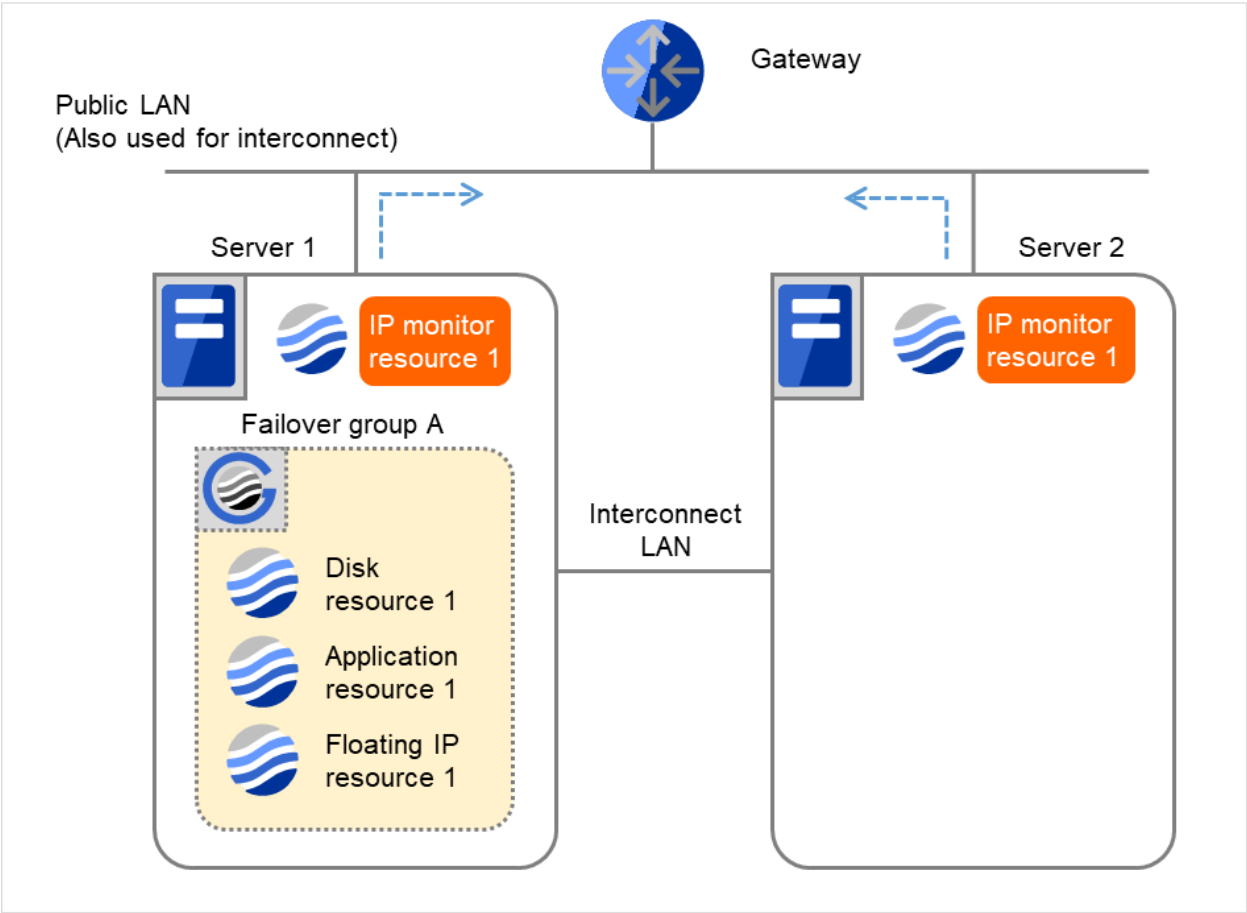 Gateway
Public LAN
(Also used for interconnect)
Server 1
Server 2
IP monitor
resource 1
IP monitor
resource 1
Failover group A
Interconnect
LAN
Disk
resource 1
Application
resource 1
Floating IP
resource 1